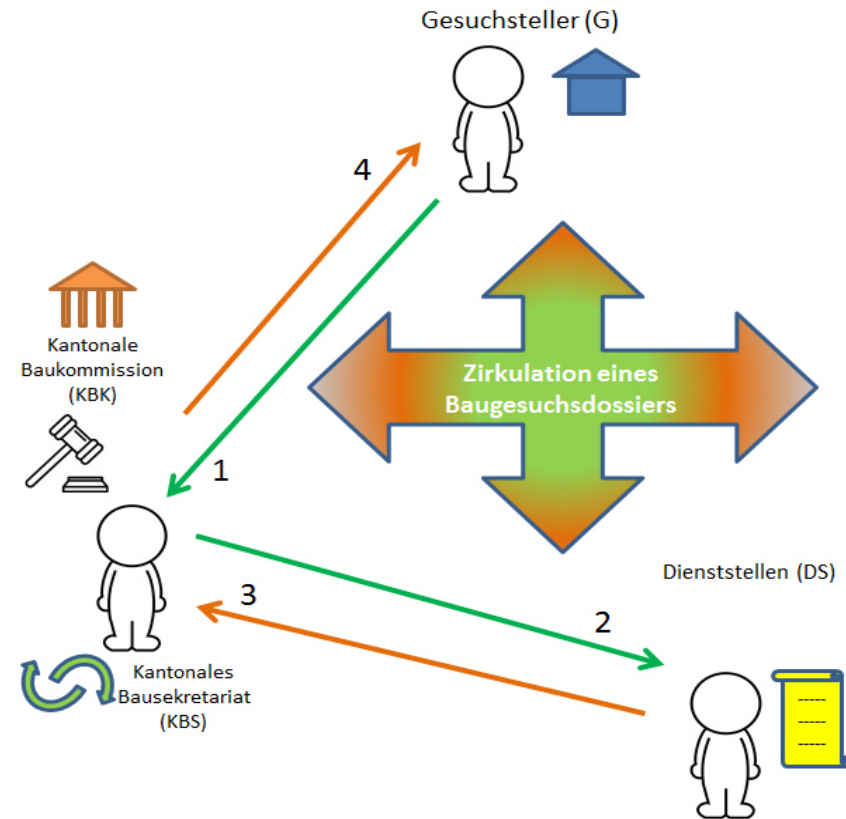 Gesuchsteller (G)
4
Kantonale
Baukommission
(KBK)
Zirkulation eines
Baugesuchsdossiers
1
Dienststellen (DS)
3
2
Kantonales
Bausekretariat
(KBS)
-----
-----
-----